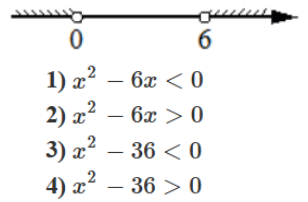 0 6
1) x² − 6x < 0
2) x² − 6x > 0
3) x² − 36 < 0
4) x² − 36 > 0